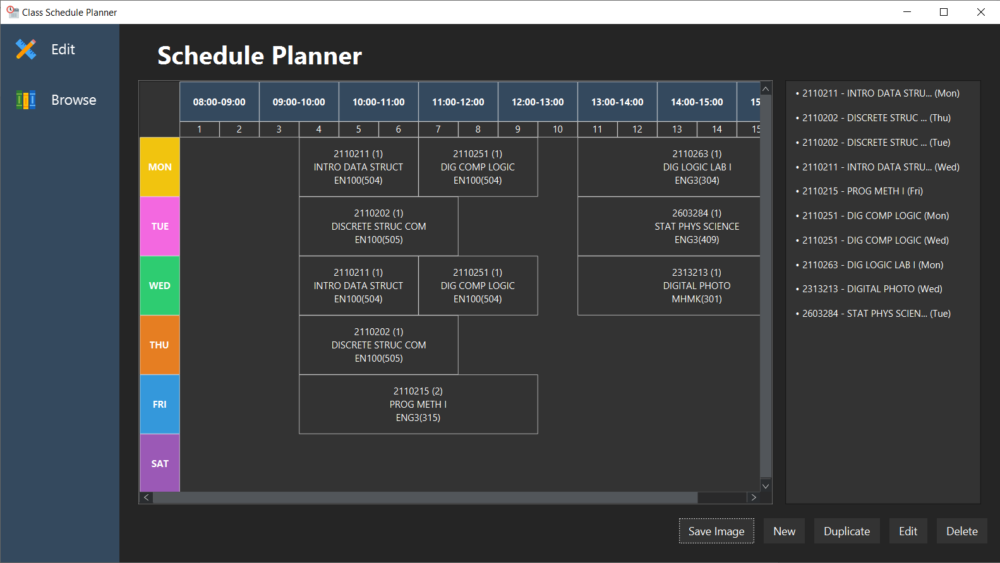 Class Schedule Planner
Edit
Browse
Schedule Planner
08:00-09:00 09:00-10:00 10:00-11:00 11:00-12:00 12:00-13:00 13:00-14:00 14:00-15:00 15
1 2 3 4 5 6 7 8 9 10 11 12 13 14 15
MON
2110211 (1)
INTRO DATA STRUCT
EN100(504)
2110251 (1)
DIG COMP LOGIC
EN100(504)
2110263 (1)
DIG LOGIC LAB I
ENG3(304)
TUE
2110202 (1)
DISCRETE STRUC COM
EN100(505)
2603284 (1)
STAT PHYS SCIENCE
ENG3(409)
WED
2110211 (1)
INTRO DATA STRUCT
EN100(504)
2110251 (1)
DIG COMP LOGIC
EN100(504)
2313213 (1)
DIGITAL PHOTO
MHMK(301)
THU
2110202 (1)
DISCRETE STRUC COM
EN100(505)
FRI
2110215 (2)
PROG METH I
ENG3(315)
SAT
• 2110211 - INTRO DATA STRU... (Mon)
• 2110202 - DISCRETE STRUC ... (Thu)
• 2110202 - DISCRETE STRUC ... (Tue)
• 2110211 - INTRO DATA STRU... (Wed)
• 2110215 - PROG METH I (Fri)
• 2110251 - DIG COMP LOGIC (Mon)
• 2110251 - DIG COMP LOGIC (Wed)
• 2110263 - DIG LOGIC LAB I (Mon)
• 2313213 - DIGITAL PHOTO (Wed)
• 2603284 - STAT PHYS SCIEN... (Tue)
Save Image New Duplicate Edit Delete